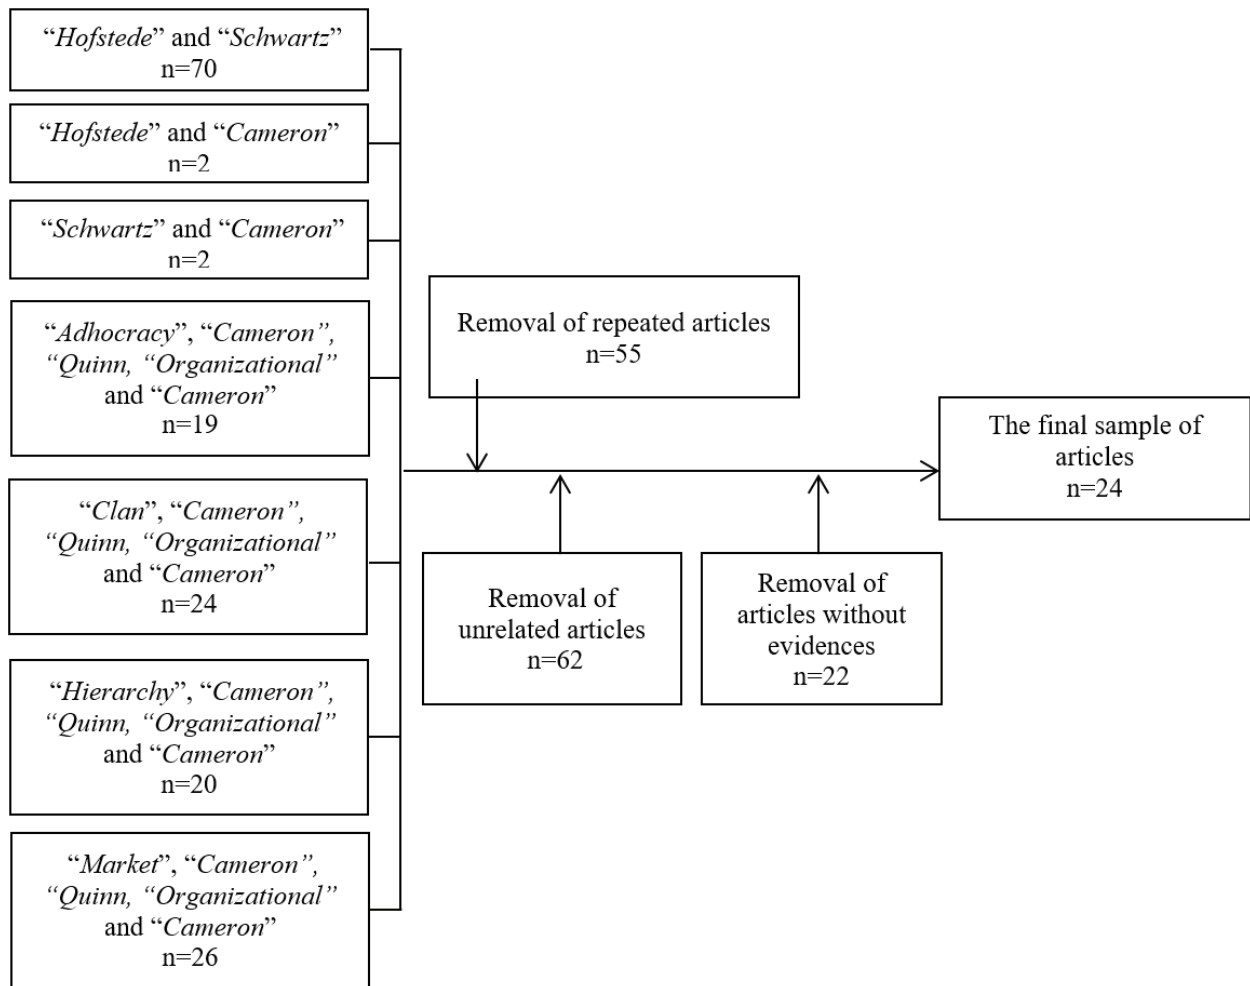 “Hofstede” and “Schwartz”
n=70
“Hofstede” and “Cameron”
n=2
“Schwartz” and “Cameron”
n=2
“Adhocracy”, “Cameron”,
“Quinn, “Organizational”
and “Cameron”
n=19
“Clan”, “Cameron”,
“Quinn, “Organizational”
and “Cameron”
n=24
“Hierarchy”, “Cameron”,
“Quinn, “Organizational”
and “Cameron”
n=20
“Market”, “Cameron”,
“Quinn, “Organizational”
and “Cameron”
n=26
Removal of repeated articles
n=55
Removal of
unrelated articles
n=62
Removal of
articles without
evidences
n=22
The final sample of
articles
n=24